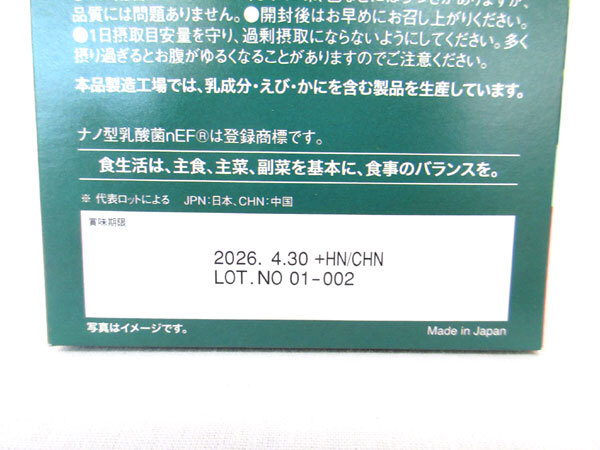 品質には問題ありません。●開封後はお早めにお召し上がりください。
●1日摂取目安量を守り、過剰摂取にならないようにしてください。多く
摂り過ぎるとお腹がゆるくなることがありますのでご注意ください。
本品製造工場では、乳成分・えび・かにを含む製品を生産しています。
ナノ型乳酸菌nEF®は登録商標です。
食生活は、主食、主菜、副菜を基本に、食事のバランスを。
※ 代表ロットによる JPN:日本、CHN:中国
賞味期限
2026. 4.30 +HN/CHN
LOT.NO 01-002
写真はイメージです。
Made in Japan